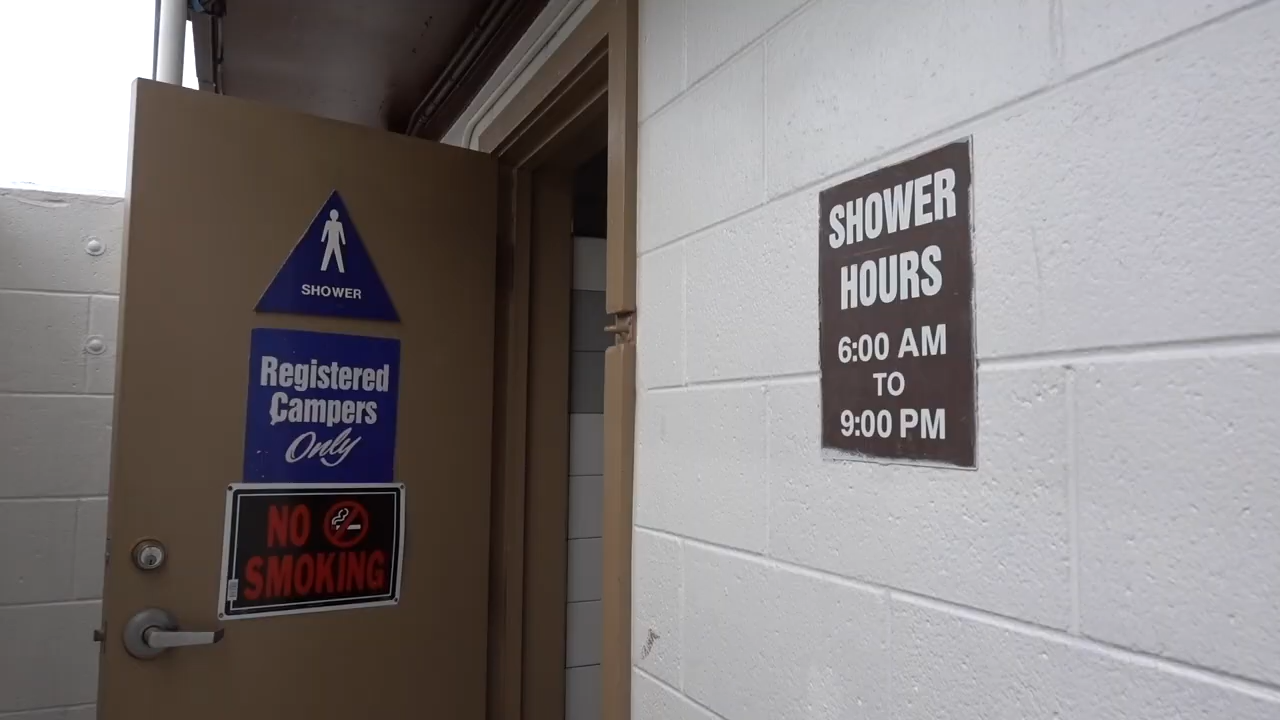 SHOWER
Registered
Campers
Only
NO
SMOKING
SHOWER
HOURS
6:00 AM
TO
9:00 PM